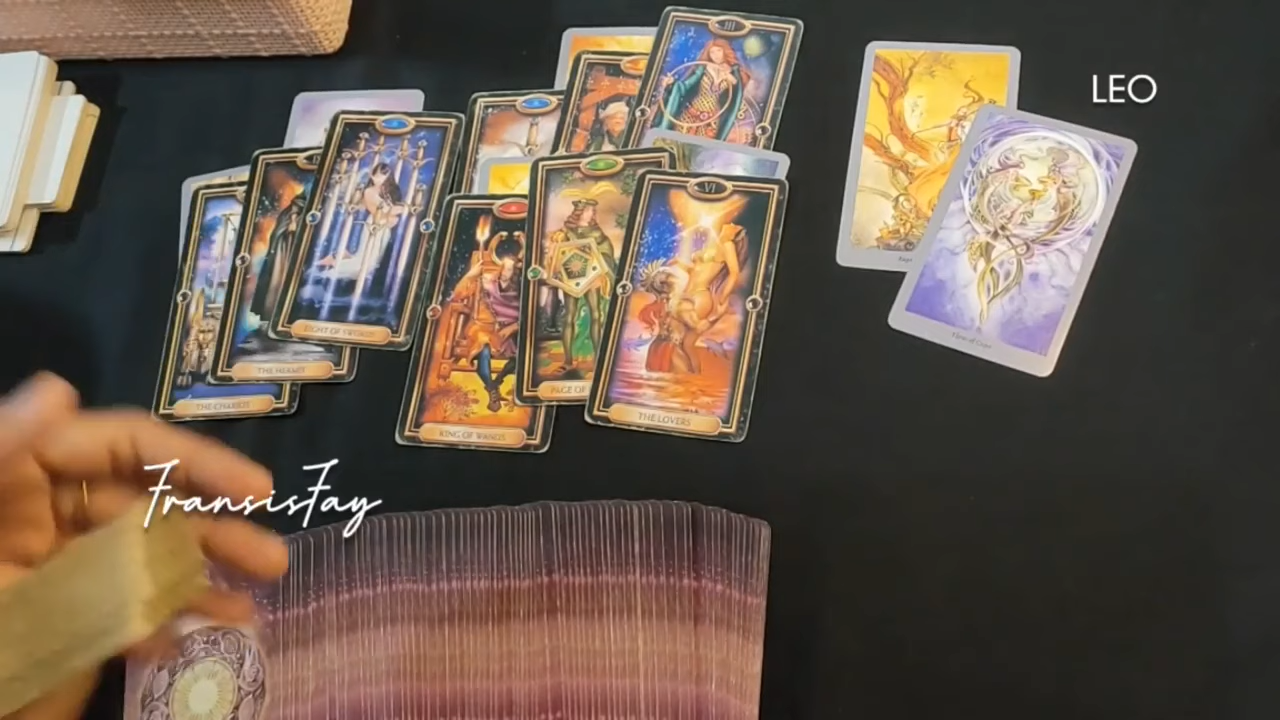 III
LEO
VI
EIGHT OF SWORDS
THE HERMIT
THE CHARIOT
PAGE OF
THE LOVERS
KING OF WANDS
FransisFay